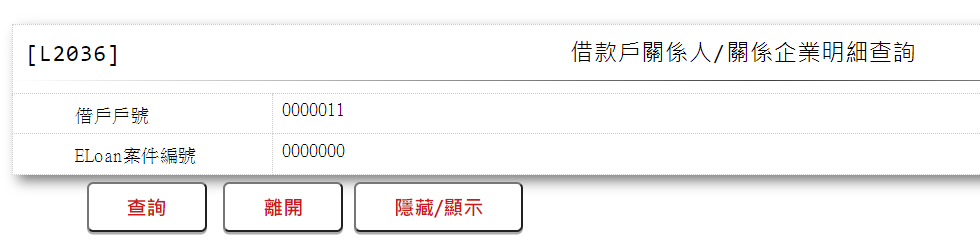 [L2036] 借款戶關係人/關係企業明細查詢
借戶戶號 0000011
ELoan案件編號 0000000
查詢 離開 隱藏/顯示